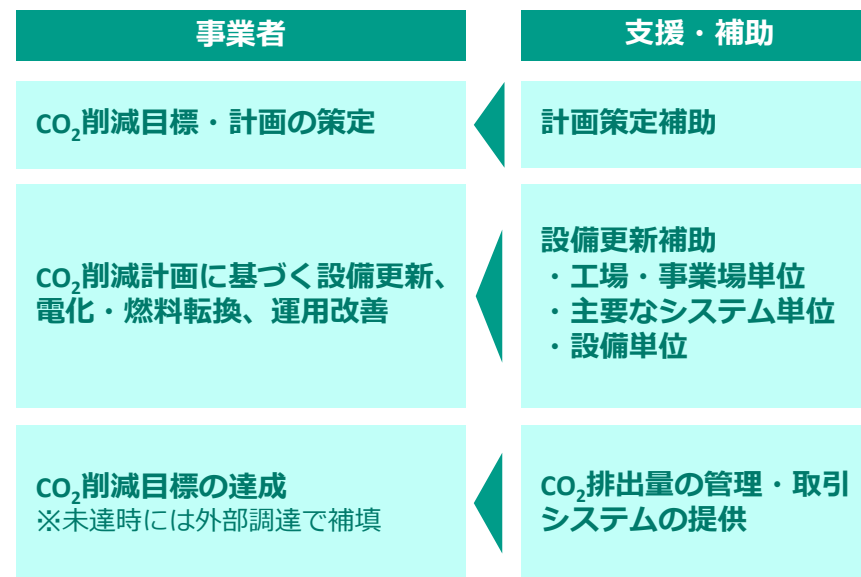 事業者
支援・補助
CO₂削減目標・計画の策定
計画策定補助
CO₂削減計画に基づく設備更新、
電化・燃料転換、運用改善
設備更新補助
・工場・事業場単位
・主要なシステム単位
・設備単位
CO₂削減目標の達成
※未達時には外部調達で補填
CO₂排出量の管理・取引
システムの提供